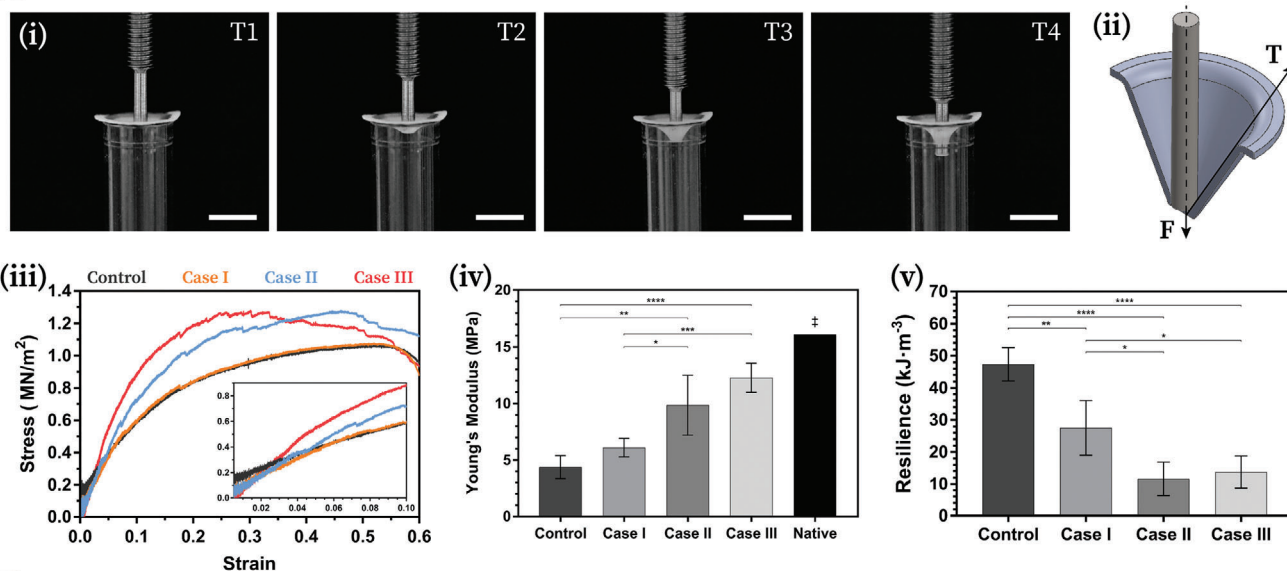 (i) T1 T2 T3 T4
(ii)
T
F
(iii)
Control Case I Case II Case III
Stress ( MN/m²)
1.4
1.2
1.0
0.8
0.6
0.4
0.2
0.0
0.0 0.1 0.2 0.3 0.4 0.5 0.6
Strain
0.8
0.6
0.4
0.2
0.0
0.02 0.04 0.06 0.08 0.10
(iv)
Young's Modulus (MPa)
20
15
10
5
0
****
**
***
*
‡
Control Case I Case II Case III Native
(v)
Resilience (kJ·m⁻³)
70
60
50
40
30
20
10
0
****
****
**
*
*
Control Case I Case II Case III